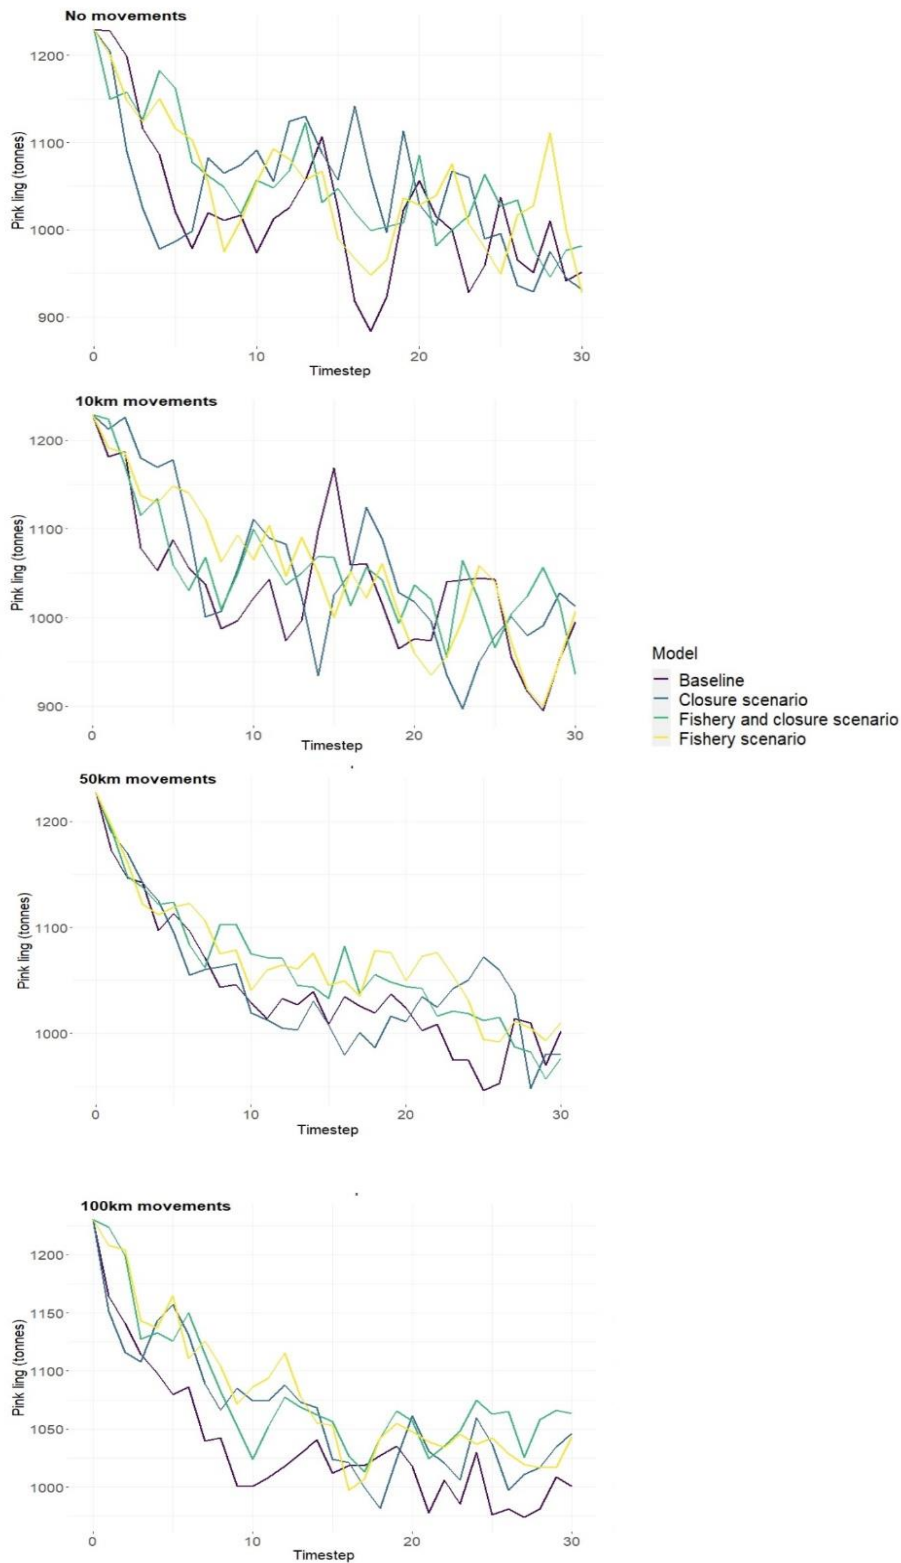 No movements
1200
1100
1000
900
Pink ling (tonnes)
0 10 20 30
Timestep
10km movements
1200
1100
1000
900
Pink ling (tonnes)
0 10 20 30
Timestep
Model
Baseline
Closure scenario
Fishery and closure scenario
Fishery scenario
50km movements
1200
1100
1000
Pink ling (tonnes)
0 10 20 30
Timestep
100km movements
1200
1150
1100
1050
1000
Pink ling (tonnes)
0 10 20 30
Timestep